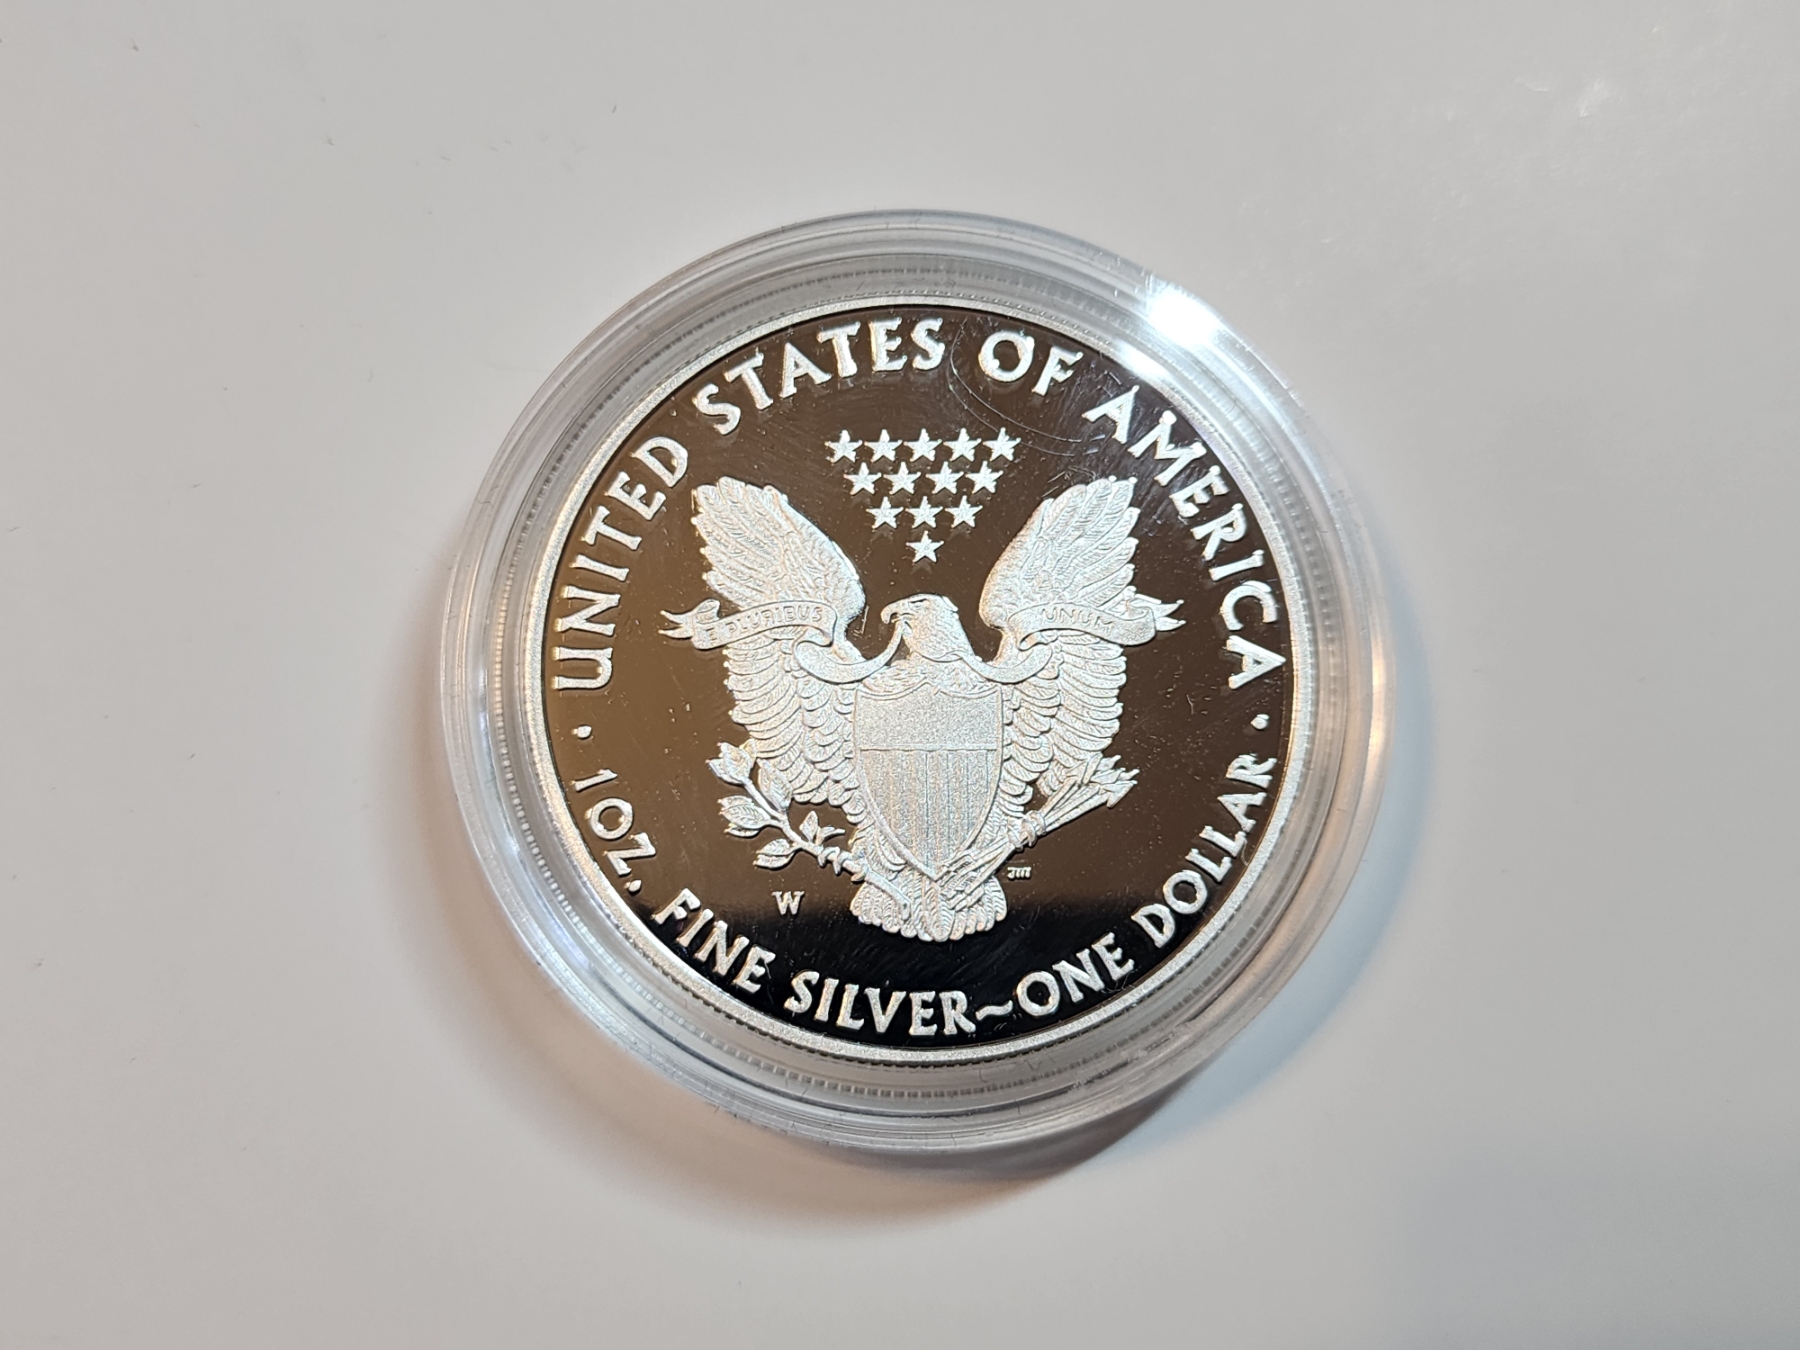 UNITED STATES OF AMERICA
E PLURIBUS UNUM
W
JM
· 1 OZ. FINE SILVER~ONE DOLLAR ·